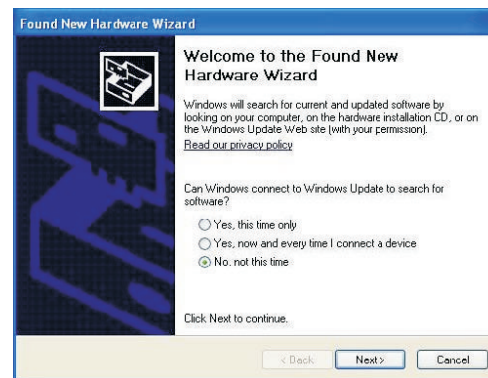 Found New Hardware Wizard
Welcome to the Found New
Hardware Wizard
Windows will search for current and updated software by
looking on your computer, on the hardware installation CD, or on
the Windows Update Web site (with your permission).
Read our privacy policy
Can Windows connect to Windows Update to search for
software?
Yes, this time only
Yes, now and every time I connect a device
No, not this time
Click Next to continue.
< Back Next > Cancel